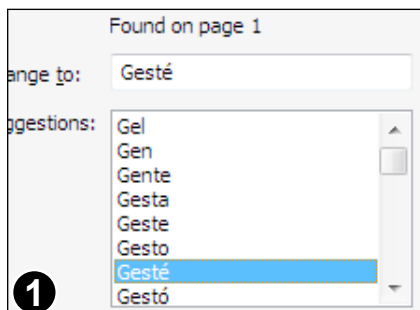 Found on page 1
ange to: Gesté
ggestions:
Gel
Gen
Gente
Gesta
Geste
Gesto
Gesté
Gestó
1